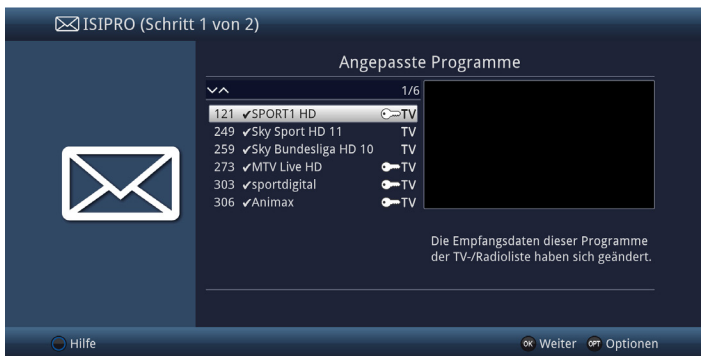 ISIPRO (Schritt 1 von 2)
Angepasste Programme
1/6
121 ✔SPORT1 HD TV
249 ✔Sky Sport HD 11 TV
259 ✔Sky Bundesliga HD 10 TV
273 ✔MTV Live HD TV
303 ✔sportdigital TV
306 ✔Animax TV
Die Empfangsdaten dieser Programme
der TV-/Radioliste haben sich geändert.
Hilfe OK Weiter OPT Optionen